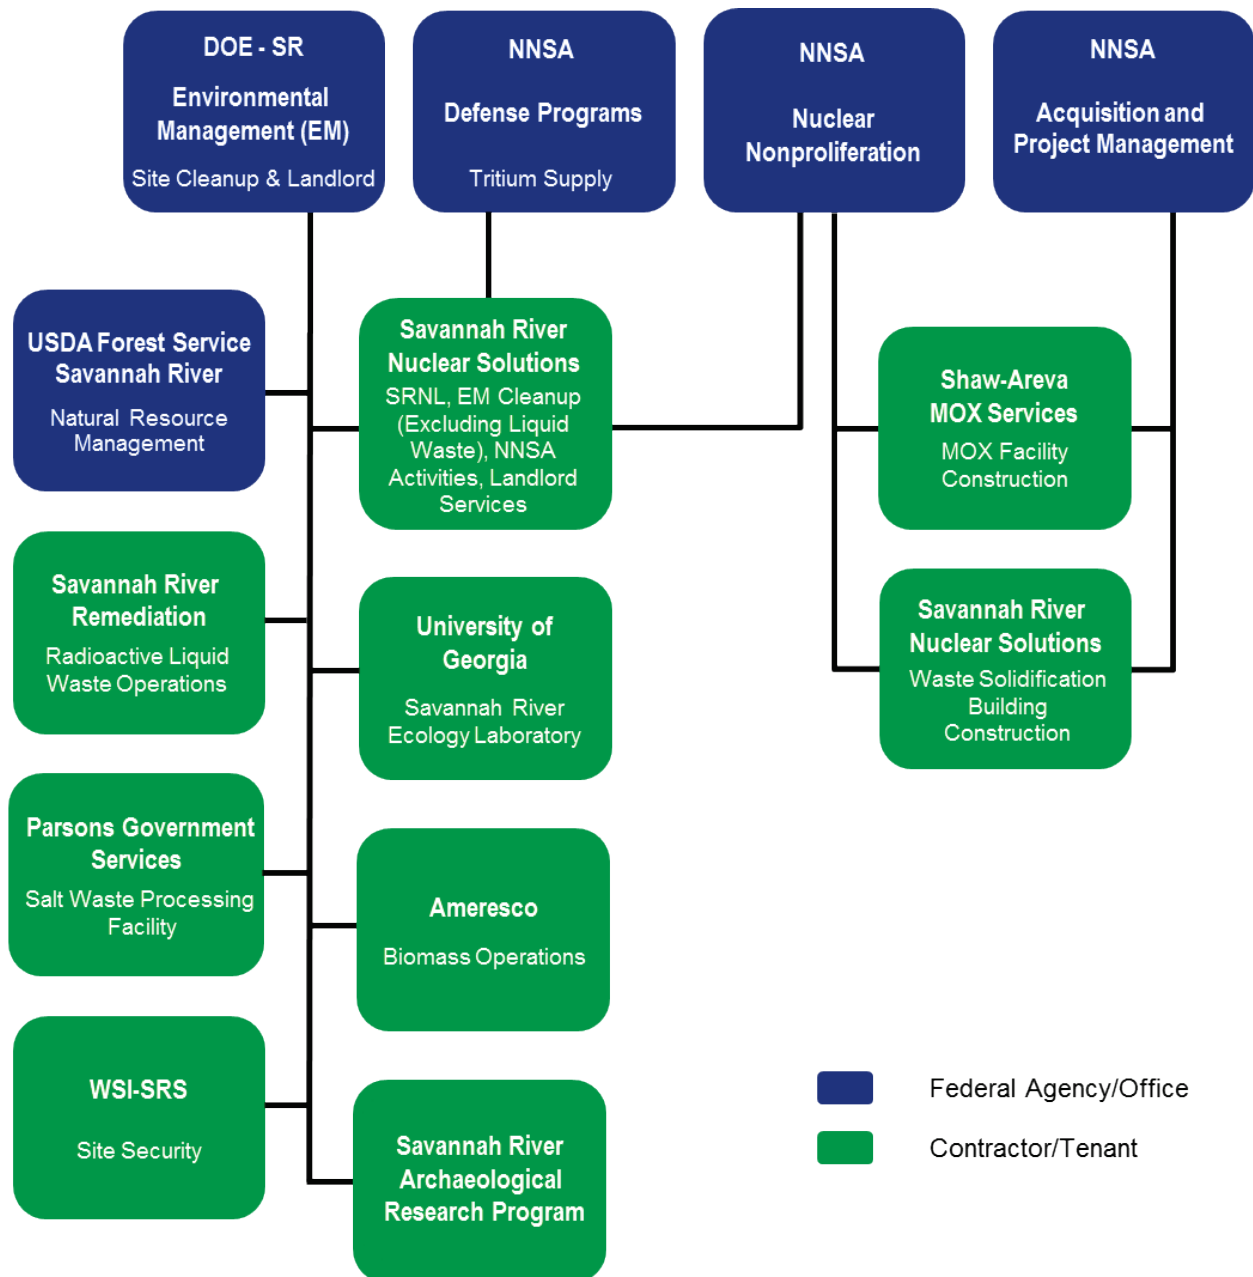 DOE - SR
Environmental
Management (EM)
Site Cleanup & Landlord
NNSA
Defense Programs
Tritium Supply
NNSA
Nuclear
Nonproliferation
NNSA
Acquisition and
Project Management
USDA Forest Service
Savannah River
Natural Resource
Management
Savannah River
Nuclear Solutions
SRNL, EM Cleanup
(Excluding Liquid
Waste), NNSA
Activities, Landlord
Services
Shaw-Areva
MOX Services
MOX Facility
Construction
Savannah River
Remediation
Radioactive Liquid
Waste Operations
University of
Georgia
Savannah River
Ecology Laboratory
Savannah River
Nuclear Solutions
Waste Solidification
Building
Construction
Parsons Government
Services
Salt Waste Processing
Facility
Ameresco
Biomass Operations
WSI-SRS
Site Security
Savannah River
Archaeological
Research Program
Federal Agency/Office
Contractor/Tenant